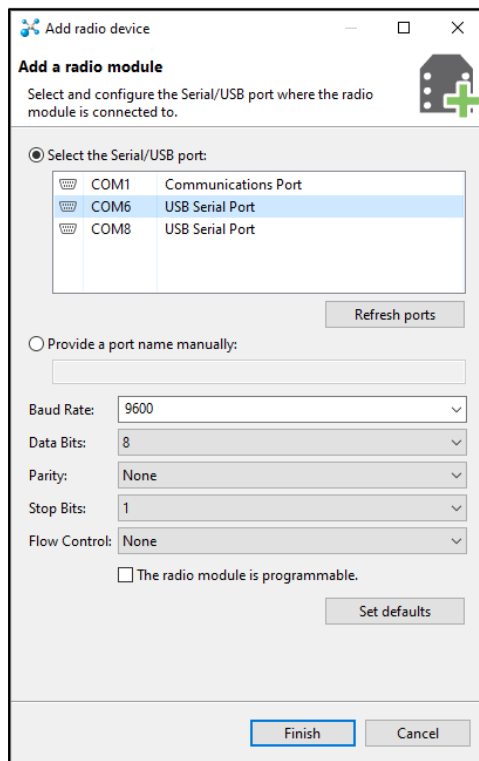 Add radio device
Add a radio module
Select and configure the Serial/USB port where the radio
module is connected to.
Select the Serial/USB port:
COM1 Communications Port
COM6 USB Serial Port
COM8 USB Serial Port
Refresh ports
Provide a port name manually:
Baud Rate: 9600
Data Bits: 8
Parity: None
Stop Bits: 1
Flow Control: None
The radio module is programmable.
Set defaults
Finish Cancel